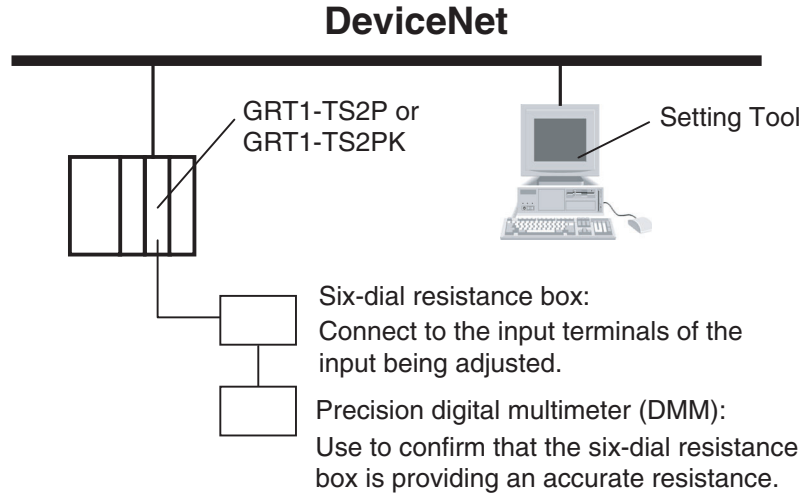 DeviceNet
GRT1-TS2P or
GRT1-TS2PK
Setting Tool
Six-dial resistance box:
Connect to the input terminals of the
input being adjusted.
Precision digital multimeter (DMM):
Use to confirm that the six-dial resistance
box is providing an accurate resistance.